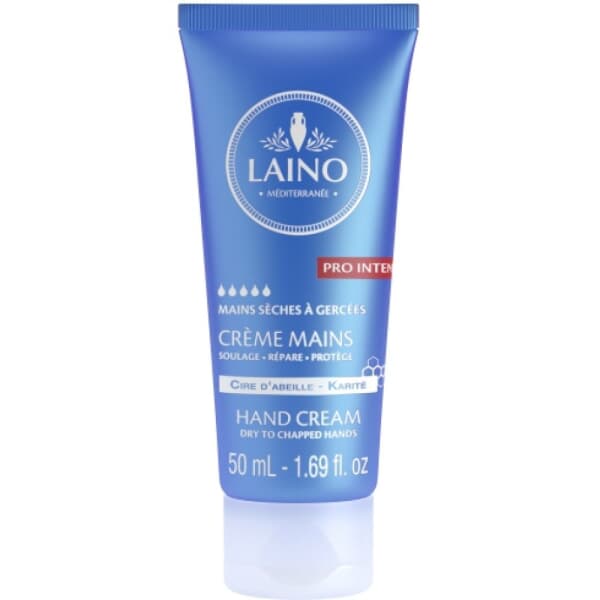 LAINO
• MÉDITERRANÉE •
PRO INTEN
MAINS SÈCHES À GERCÉES
CRÈME MAINS
SOULAGE • RÉPARE • PROTÈGE
CIRE D'ABEILLE - KARITÉ
HAND CREAM
DRY TO CHAPPED HANDS
50 mL - 1.69 fl. oz